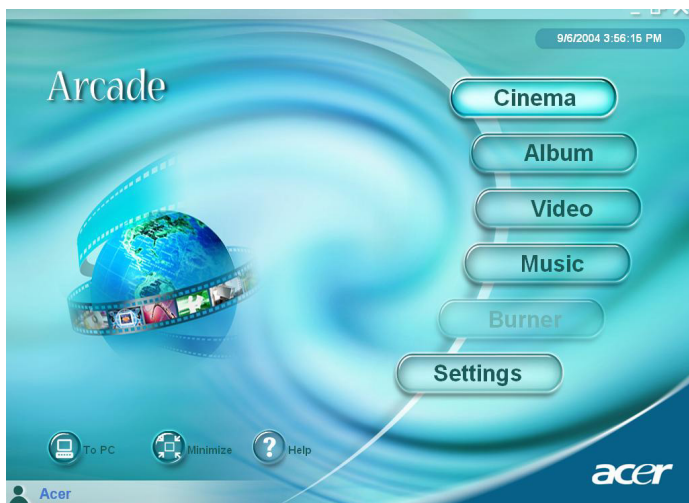 9/6/2004 3:56:15 PM
Arcade
Cinema
Album
Video
Music
Burner
Settings
To PC
Minimize
Help
acer
Acer